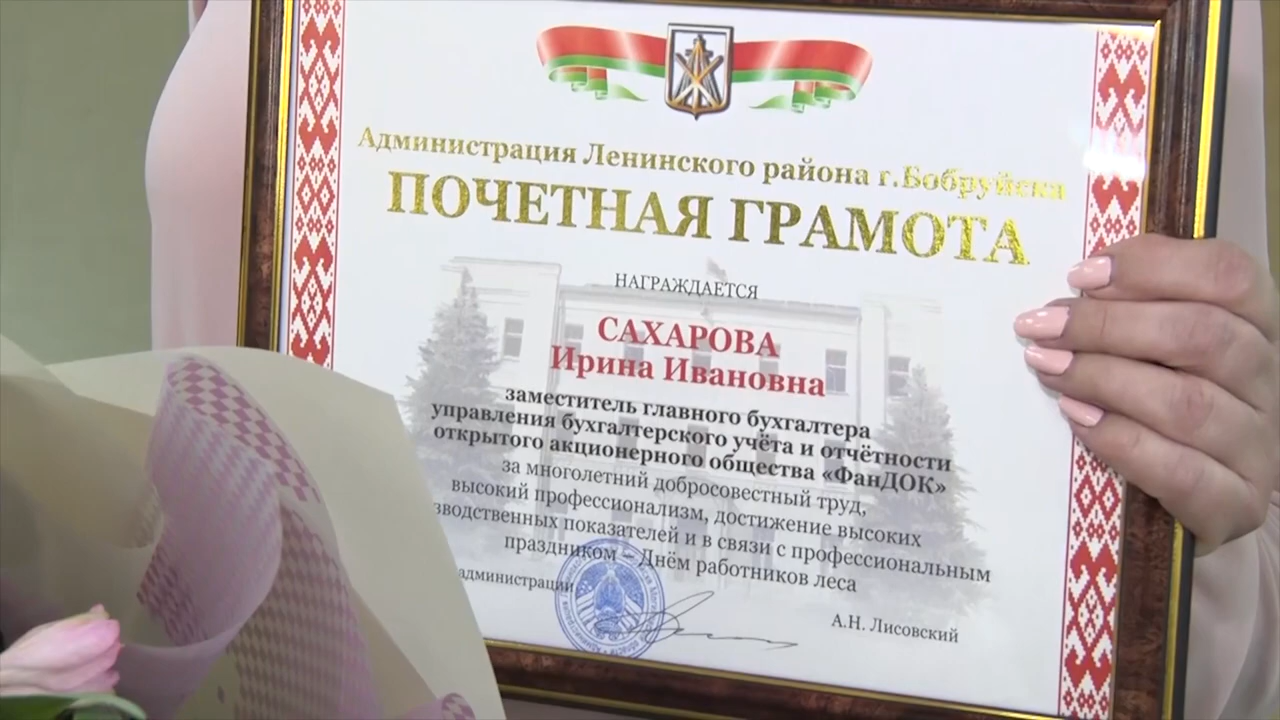 Администрация Ленинского района г.Бобруйска
ПОЧЕТНАЯ ГРАМОТА
НАГРАЖДАЕТСЯ
САХАРОВА
Ирина Ивановна
заместитель главного бухгалтера
управления бухгалтерского учёта и отчётности
открытого акционерного общества «ФанДОК»
за многолетний добросовестный труд,
высокий профессионализм, достижение высоких
зводственных показателей и в связи с профессиональным
праздником – Днём работников леса
администрации
А.Н. Лисовский